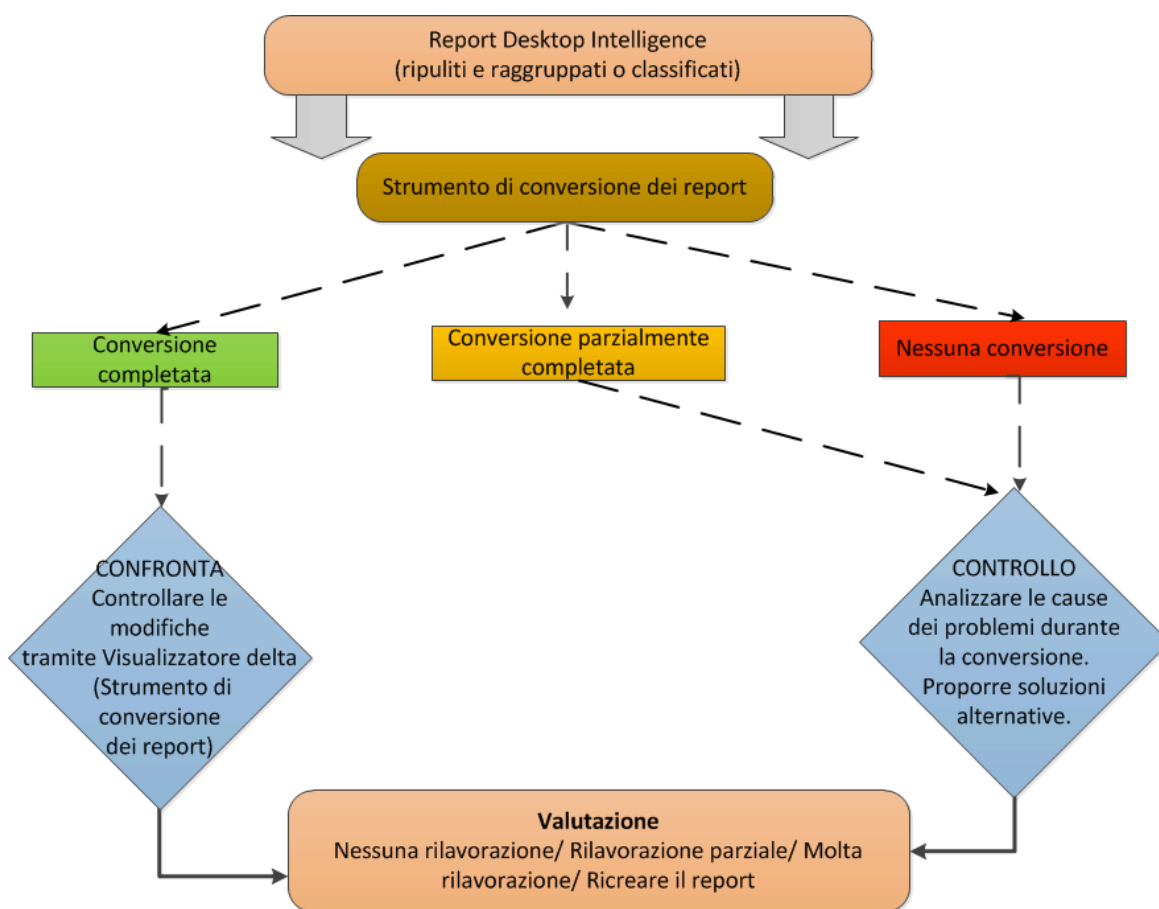 Report Desktop Intelligence
(ripuliti e raggruppati o classificati)
Strumento di conversione dei report
Conversione
completata
Conversione parzialmente
completata
Nessuna conversione
CONFRONTA
Controllare le
modifiche
tramite Visualizzatore delta
(Strumento di
conversione
dei report)
CONTROLLO
Analizzare le cause
dei problemi durante
la conversione.
Proporre soluzioni
alternative.
Valutazione
Nessuna rilavorazione/ Rilavorazione parziale/ Molta
rilavorazione/ Ricreare il report